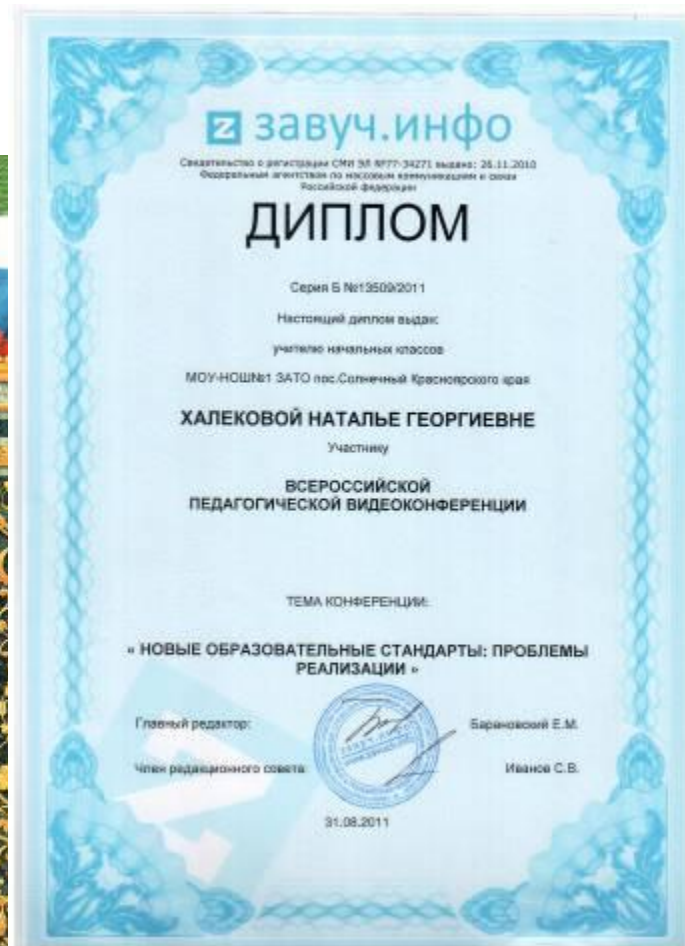 завуч.инфо
Свидетельство о регистрации СМИ ЭЛ №77-34271 выдано: 26.11.2010
Федеральным агентством по массовым коммуникациям и связи
Российской Федерации
ДИПЛОМ
Серия Б №13509/2011
Настоящий диплом выдан:
учителю начальных классов
МОУ-НОШ№1 ЗАТО пос.Солнечный Красноярского края
ХАЛЕКОВОЙ НАТАЛЬЕ ГЕОРГИЕВНЕ
Участнику
ВСЕРОССИЙСКОЙ
ПЕДАГОГИЧЕСКОЙ ВИДЕОКОНФЕРЕНЦИИ
ТЕМА КОНФЕРЕНЦИИ:
« НОВЫЕ ОБРАЗОВАТЕЛЬНЫЕ СТАНДАРТЫ: ПРОБЛЕМЫ
РЕАЛИЗАЦИИ »
Главный редактор: Барановский Е.М.
Член редакционного совета: Иванов С.В.
31.08.2011